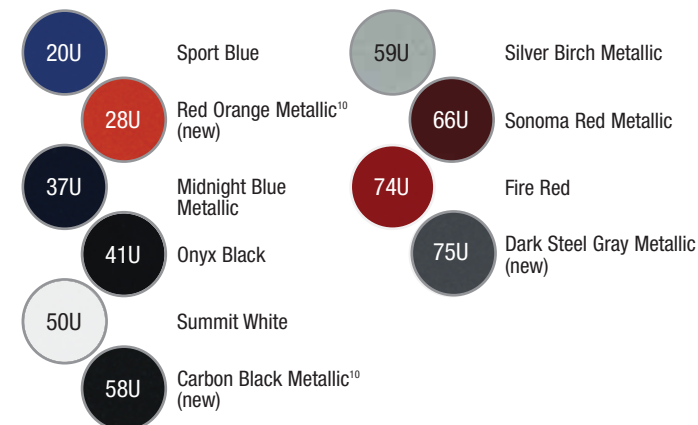 20U
Sport Blue
28U
Red Orange Metallic¹⁰
(new)
37U
Midnight Blue
Metallic
41U
Onyx Black
50U
Summit White
58U
Carbon Black Metallic¹⁰
(new)
59U
Silver Birch Metallic
66U
Sonoma Red Metallic
74U
Fire Red
75U
Dark Steel Gray Metallic
(new)